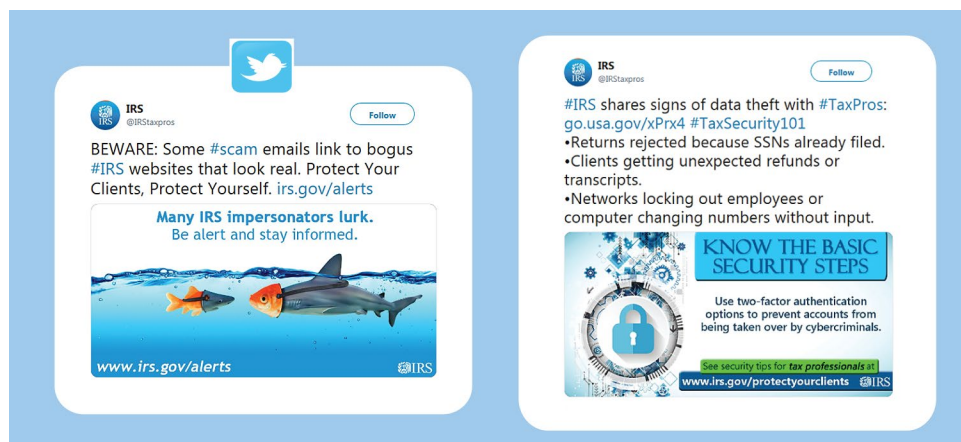 IRS
@IRStaxpros
Follow
BEWARE: Some #scam emails link to bogus
#IRS websites that look real. Protect Your
Clients, Protect Yourself. irs.gov/alerts
Many IRS impersonators lurk.
Be alert and stay informed.
www.irs.gov/alerts
IRS
IRS
@IRStaxpros
Follow
#IRS shares signs of data theft with #TaxPros:
go.usa.gov/xPrx4 #TaxSecurity101
•Returns rejected because SSNs already filed.
•Clients getting unexpected refunds or
transcripts.
•Networks locking out employees or
computer changing numbers without input.
KNOW THE BASIC
SECURITY STEPS
Use two-factor authentication
options to prevent accounts from
being taken over by cybercriminals.
See security tips for tax professionals at
www.irs.gov/protectyourclients
IRS